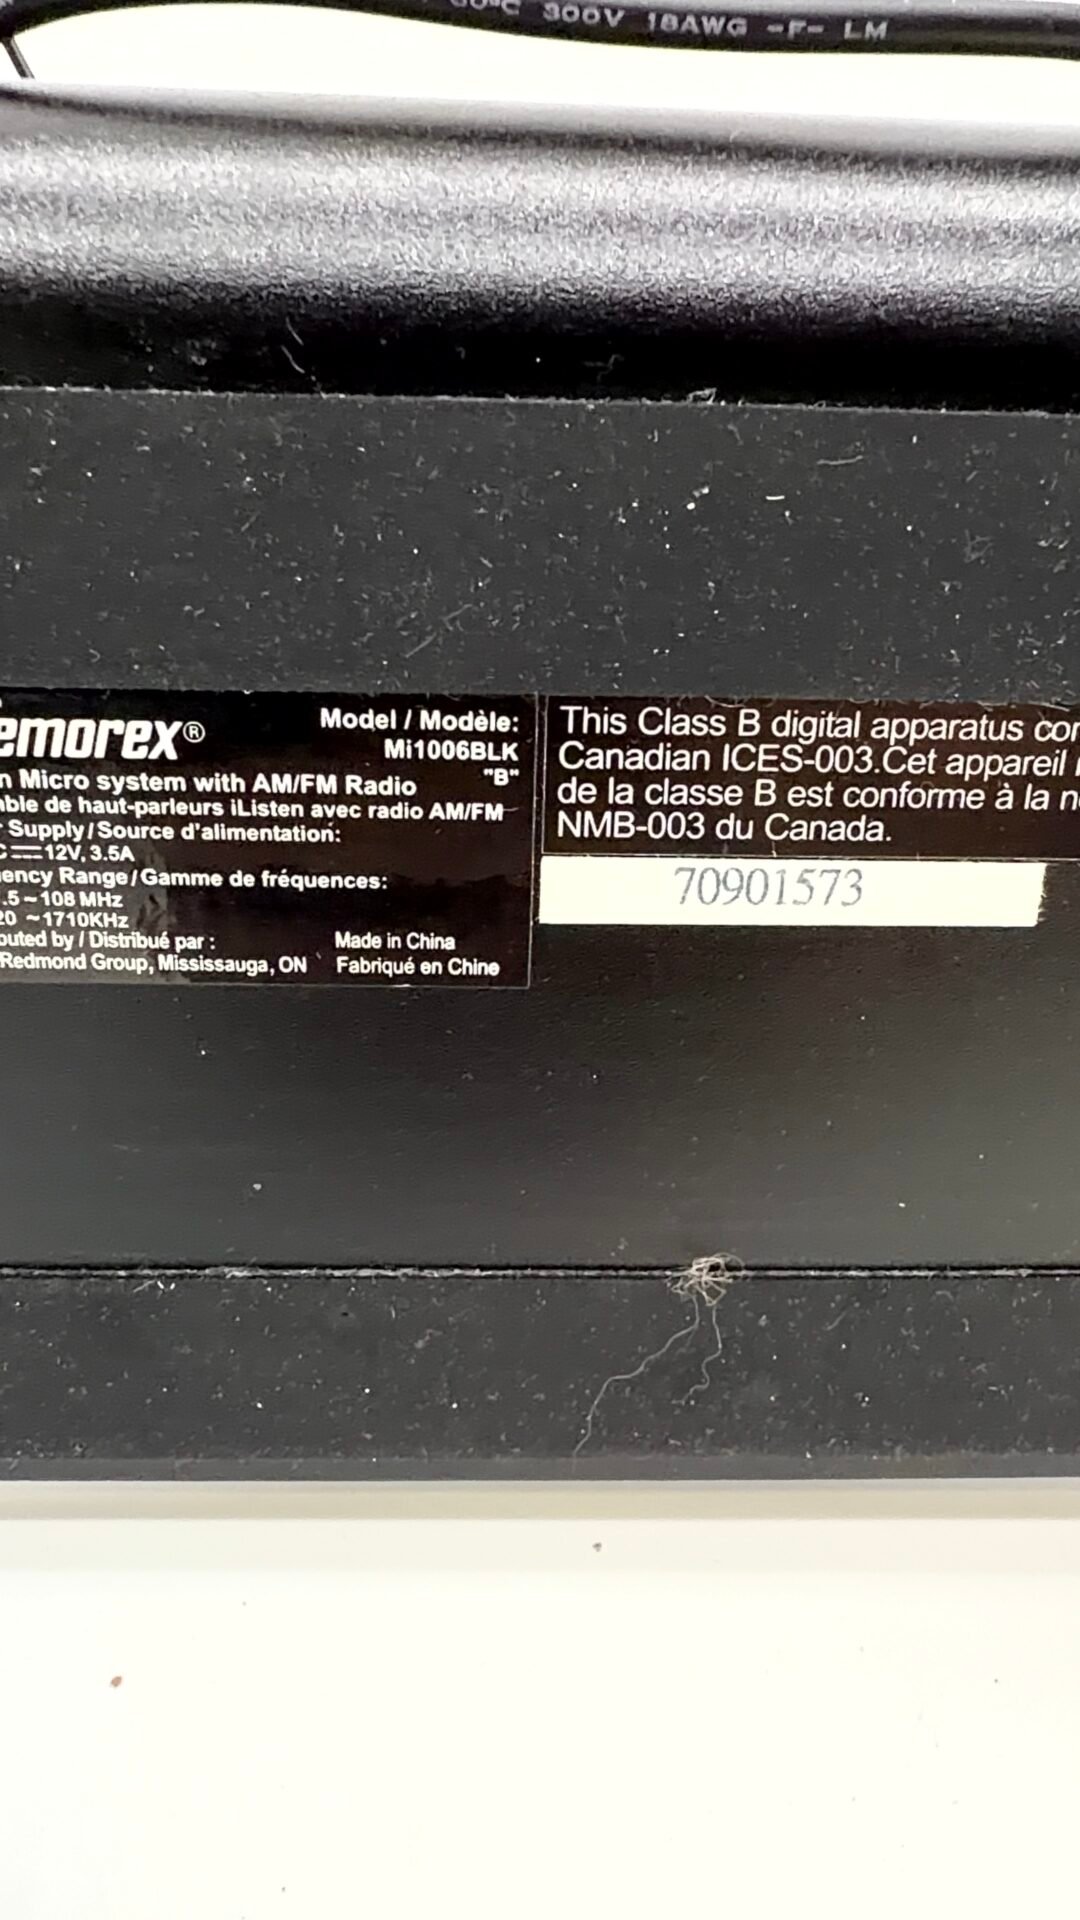 300V 18AWG -F- LM
emorex®
Model / Modèle:
Mi1006BLK
"B"
n Micro system with AM/FM Radio
ble de haut-parleurs iListen avec radio AM/FM
Supply / Source d'alimentation:
C⎓12V, 3.5A
ency Range / Gamme de fréquences:
.5 ~ 108 MHz
20 ~1710KHz
buted by / Distribué par :
Redmond Group, Mississauga, ON
Made in China
Fabriqué en Chine
This Class B digital apparatus co
Canadian ICES-003.Cet appareil
de la classe B est conforme à la n
NMB-003 du Canada.
70901573